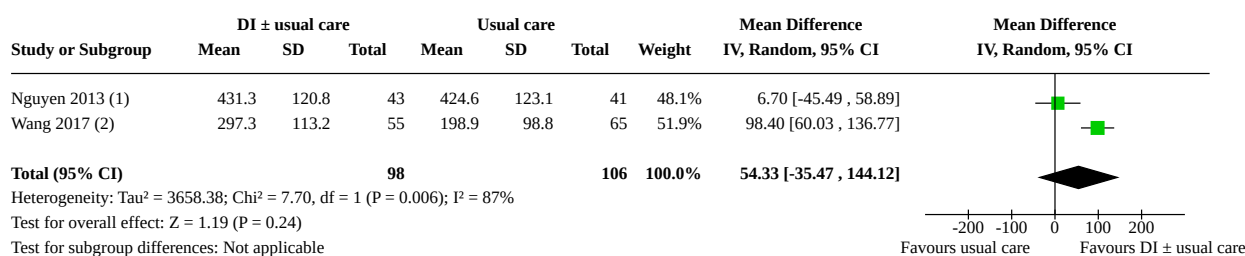 DI ± usual care Usual care Mean Difference Mean Difference
Study or Subgroup Mean SD Total Mean SD Total Weight IV, Random, 95% CI IV, Random, 95% CI
Nguyen 2013 (1) 431.3 120.8 43 424.6 123.1 41 48.1% 6.70 [-45.49 , 58.89]
Wang 2017 (2) 297.3 113.2 55 198.9 98.8 65 51.9% 98.40 [60.03 , 136.77]
Total (95% CI) 98 106 100.0% 54.33 [-35.47 , 144.12]
Heterogeneity: Tau² = 3658.38; Chi² = 7.70, df = 1 (P = 0.006); I² = 87%
Test for overall effect: Z = 1.19 (P = 0.24) -200 -100 0 100 200
Test for subgroup differences: Not applicable Favours usual care Favours DI ± usual care